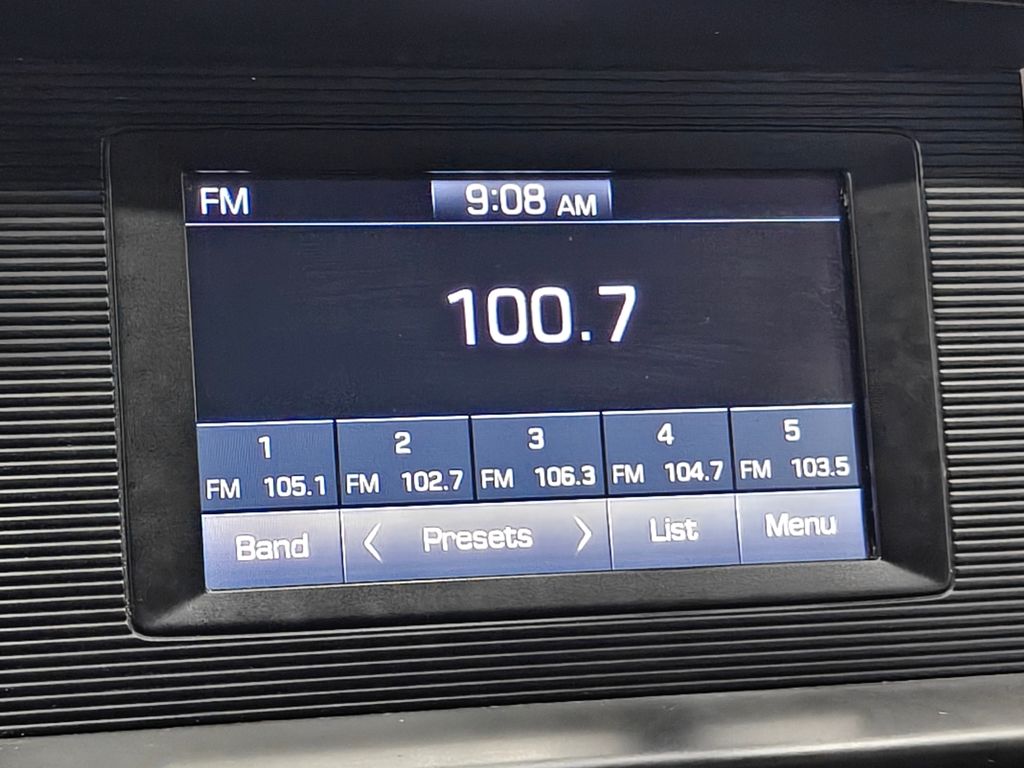 FM 9:08 AM
100.7
1 2 3 4 5
FM 105.1 FM 102.7 FM 106.3 FM 104.7 FM 103.5
Band < Presets > List Menu